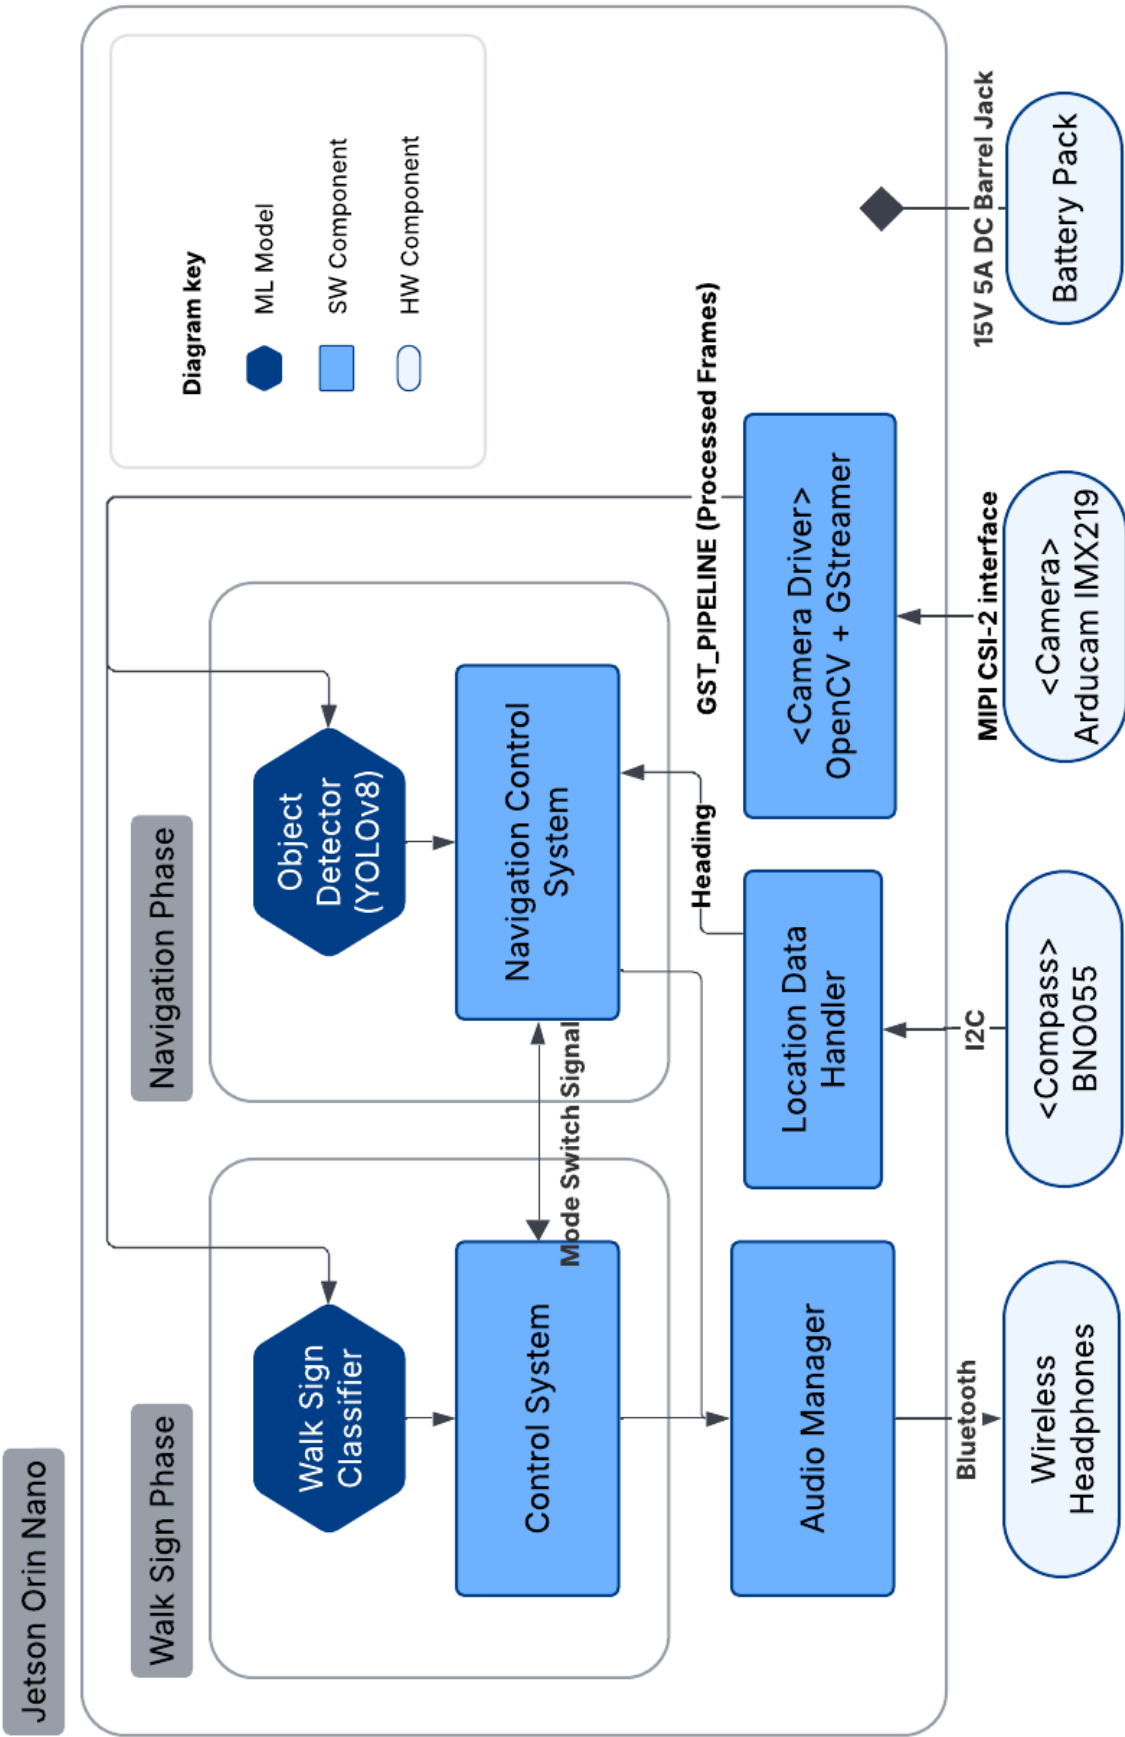 Jetson Orin Nano
Walk Sign Phase
Navigation Phase
Diagram key
ML Model
SW Component
HW Component
Walk Sign
Classifier
Object
Detector
(YOLOv8)
Control System
Mode Switch Signal
Navigation Control
System
Heading
GST_PIPELINE (Processed Frames)
Audio Manager
Location Data
Handler
<Camera Driver>
OpenCV + GStreamer
Bluetooth
I2C
MIPI CSI-2 interface
15V 5A DC Barrel Jack
Wireless
Headphones
<Compass>
BNO055
<Camera>
Arducam IMX219
Battery Pack